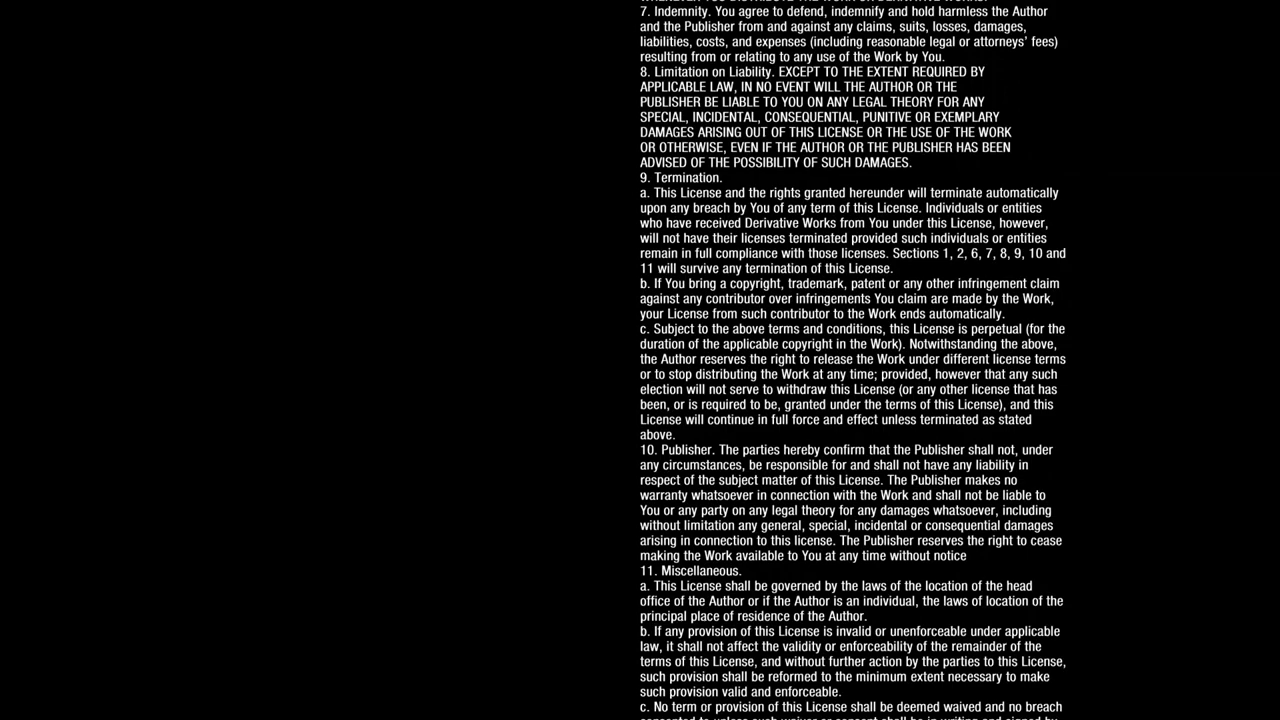 7. Indemnity. You agree to defend, indemnify and hold harmless the Author
and the Publisher from and against any claims, suits, losses, damages,
liabilities, costs, and expenses (including reasonable legal or attorneys' fees)
resulting from or relating to any use of the Work by You.
8. Limitation on Liability. EXCEPT TO THE EXTENT REQUIRED BY
APPLICABLE LAW, IN NO EVENT WILL THE AUTHOR OR THE
PUBLISHER BE LIABLE TO YOU ON ANY LEGAL THEORY FOR ANY
SPECIAL, INCIDENTAL, CONSEQUENTIAL, PUNITIVE OR EXEMPLARY
DAMAGES ARISING OUT OF THIS LICENSE OR THE USE OF THE WORK
OR OTHERWISE, EVEN IF THE AUTHOR OR THE PUBLISHER HAS BEEN
ADVISED OF THE POSSIBILITY OF SUCH DAMAGES.
9. Termination.
a. This License and the rights granted hereunder will terminate automatically
upon any breach by You of any term of this License. Individuals or entities
who have received Derivative Works from You under this License, however,
will not have their licenses terminated provided such individuals or entities
remain in full compliance with those licenses. Sections 1, 2, 6, 7, 8, 9, 10 and
11 will survive any termination of this License.
b. If You bring a copyright, trademark, patent or any other infringement claim
against any contributor over infringements You claim are made by the Work,
your License from such contributor to the Work ends automatically.
c. Subject to the above terms and conditions, this License is perpetual (for the
duration of the applicable copyright in the Work). Notwithstanding the above,
the Author reserves the right to release the Work under different license terms
or to stop distributing the Work at any time; provided, however that any such
election will not serve to withdraw this License (or any other license that has
been, or is required to be, granted under the terms of this License), and this
License will continue in full force and effect unless terminated as stated
above.
10. Publisher. The parties hereby confirm that the Publisher shall not, under
any circumstances, be responsible for and shall not have any liability in
respect of the subject matter of this License. The Publisher makes no
warranty whatsoever in connection with the Work and shall not be liable to
You or any party on any legal theory for any damages whatsoever, including
without limitation any general, special, incidental or consequential damages
arising in connection to this license. The Publisher reserves the right to cease
making the Work available to You at any time without notice
11. Miscellaneous.
a. This License shall be governed by the laws of the location of the head
office of the Author or if the Author is an individual, the laws of location of the
principal place of residence of the Author.
b. If any provision of this License is invalid or unenforceable under applicable
law, it shall not affect the validity or enforceability of the remainder of the
terms of this License, and without further action by the parties to this License,
such provision shall be reformed to the minimum extent necessary to make
such provision valid and enforceable.
c. No term or provision of this License shall be deemed waived and no breach